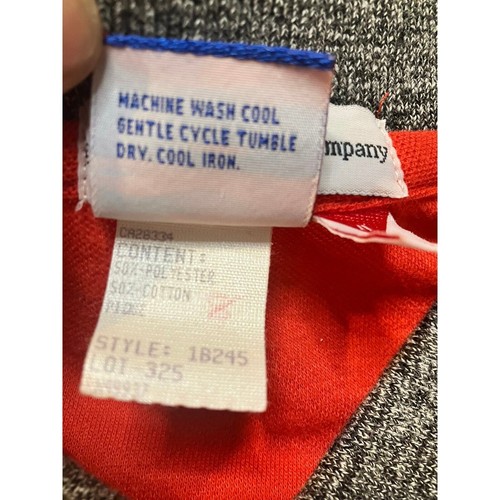 MACHINE WASH COOL
GENTLE CYCLE TUMBLE
DRY. COOL IRON.
mpany
CA28334
CONTENT:
50%-POLYESTER
50%-COTTON
STYLE: 1B245
LOT 325